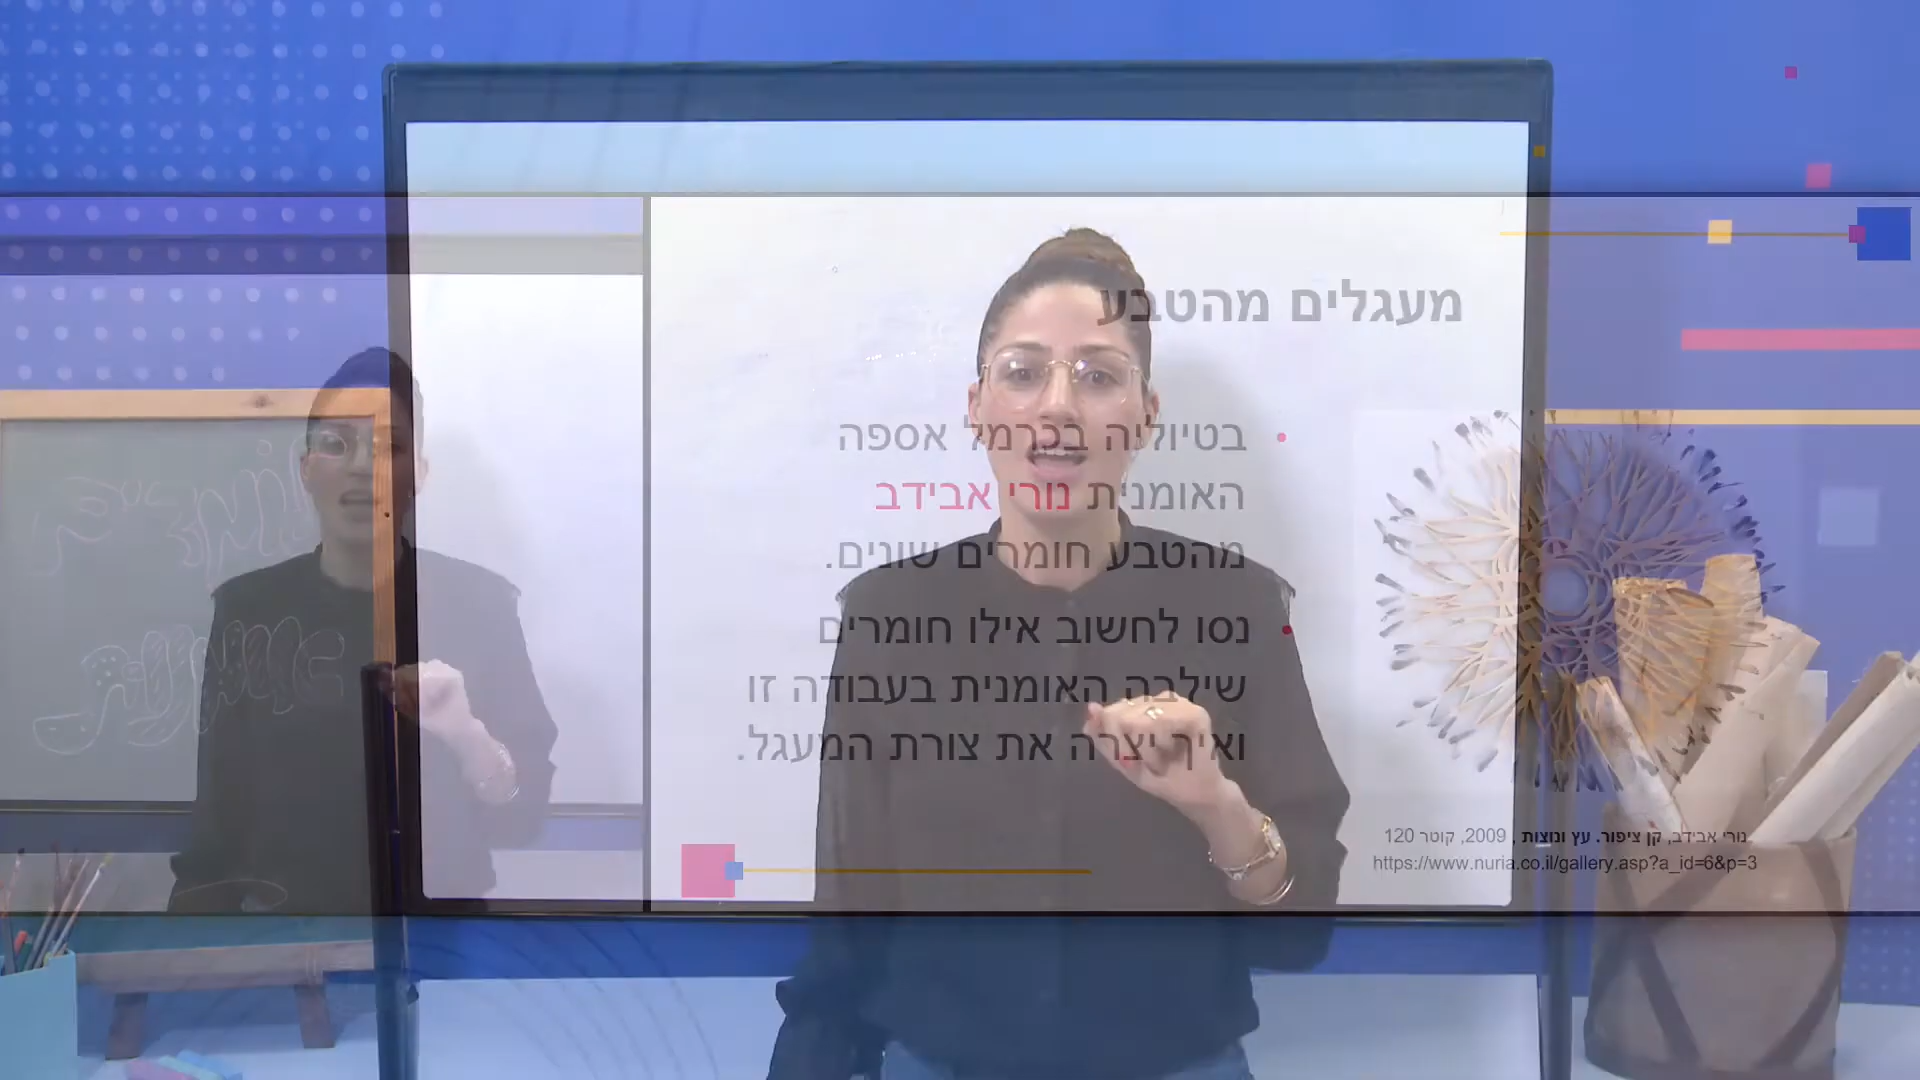 מעגלים מהטבע
בטיוליה בכרמל אספה
האומנית נורי אבידב
מהטבע חומרים שונים.
נסו לחשוב אילו חומרים
שילבה האומנית בעבודה זו
ואיך יצרה את צורת המעגל.
נורי אבידב, קן ציפור. עץ ונוצות , 2009, קוטר 120
https://www.nuria.co.il/gallery.asp?a_id=6&p=3